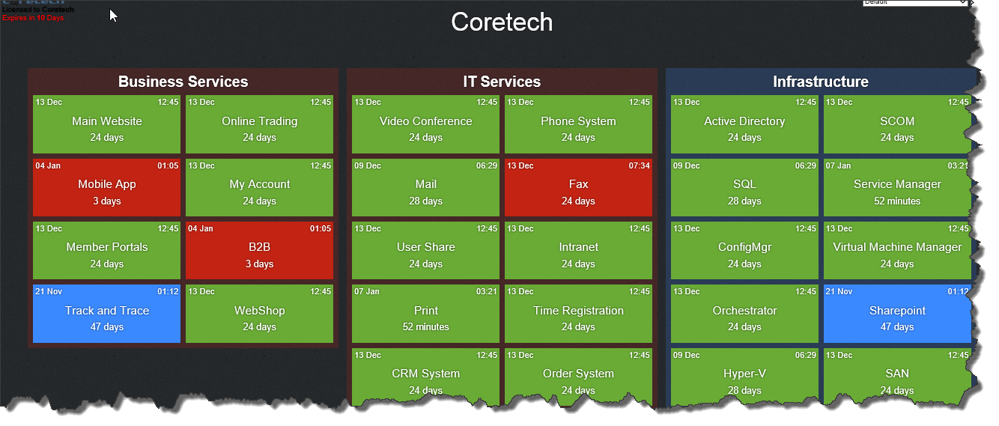 Licensed to Coretech
Expires in 10 Days
Default
Coretech
Business Services
13 Dec 12:45
Main Website
24 days
13 Dec 12:45
Online Trading
24 days
04 Jan 01:05
Mobile App
3 days
13 Dec 12:45
My Account
24 days
13 Dec 12:45
Member Portals
24 days
04 Jan 01:05
B2B
3 days
21 Nov 01:12
Track and Trace
47 days
13 Dec 12:45
WebShop
24 days
IT Services
13 Dec 12:45
Video Conference
24 days
13 Dec 12:45
Phone System
24 days
09 Dec 06:29
Mail
28 days
13 Dec 07:34
Fax
24 days
13 Dec 12:45
User Share
24 days
13 Dec 12:45
Intranet
24 days
07 Jan 03:21
Print
52 minutes
13 Dec 12:45
Time Registration
24 days
13 Dec 12:45
CRM System
24 days
13 Dec 12:45
Order System
24 days
Infrastructure
13 Dec 12:45
Active Directory
24 days
13 Dec 12:45
SCOM
24 days
09 Dec 06:29
SQL
28 days
07 Jan 03:21
Service Manager
52 minutes
13 Dec 12:45
ConfigMgr
24 days
13 Dec 12:45
Virtual Machine Manager
24 days
13 Dec 12:45
Orchestrator
24 days
21 Nov 01:12
Sharepoint
47 days
09 Dec 06:29
Hyper-V
28 days
13 Dec 12:45
SAN
24 days